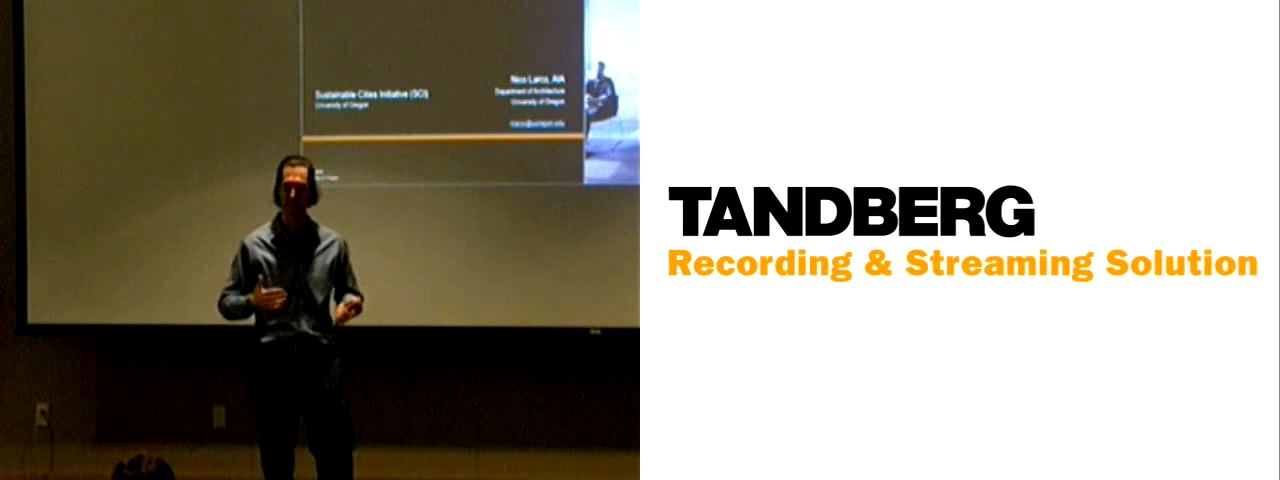 Sustainable Cities Initiative (SCI)
University of Oregon
Nico Larco, AIA
Department of Architecture
University of Oregon
TANDBERG
Recording & Streaming Solution